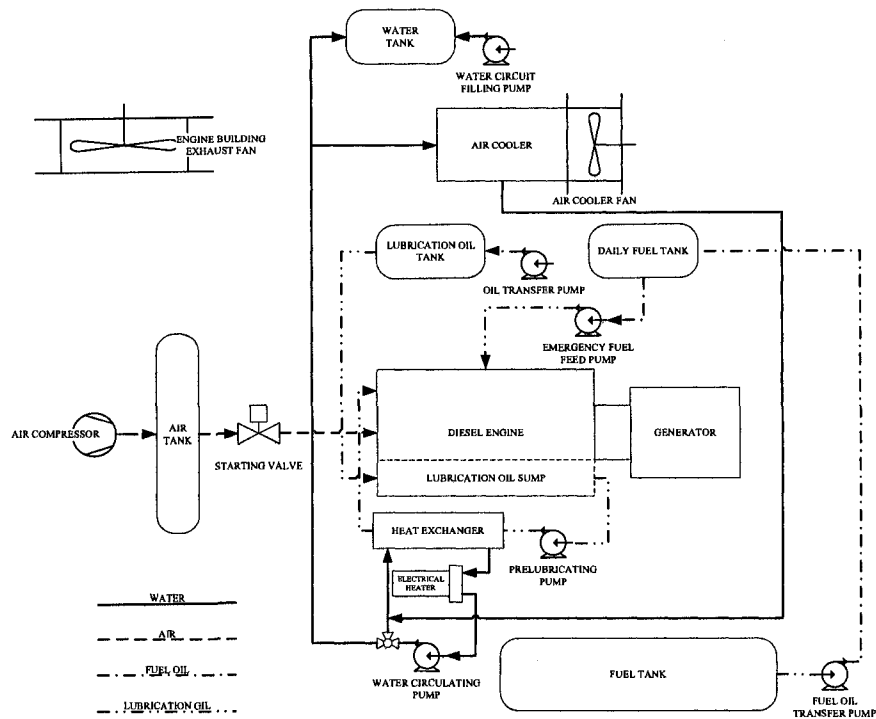 WATER
TANK
WATER CIRCUIT
FILLING PUMP
ENGINE BUILDING
EXHAUST FAN
AIR COOLER
AIR COOLER FAN
LUBRICATION OIL
TANK
OIL TRANSFER PUMP
DAILY FUEL TANK
EMERGENCY FUEL
FEED PUMP
AIR COMPRESSOR
AIR
TANK
STARTING VALVE
DIESEL ENGINE
GENERATOR
LUBRICATION OIL SUMP
HEAT EXCHANGER
PRELUBRICATING
PUMP
ELECTRICAL
HEATER
WATER CIRCULATING
PUMP
FUEL TANK
FUEL OIL
TRANSFER PUMP
WATER
AIR
FUEL OIL
LUBRICATION OIL